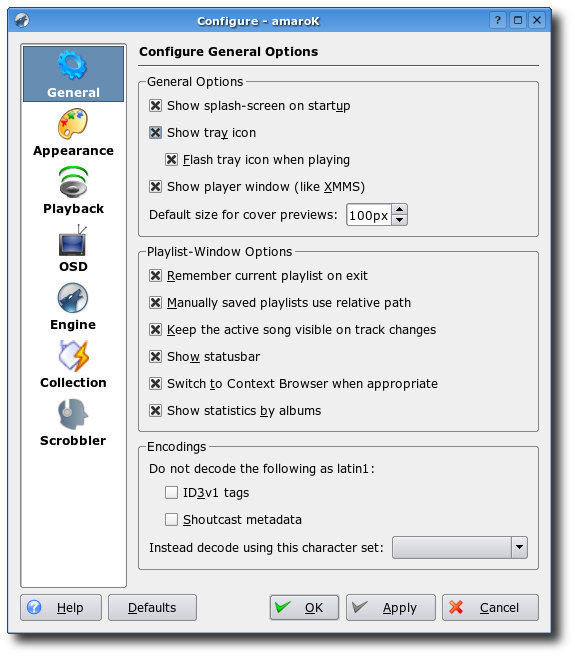 Configure - amaroK
General
Appearance
Playback
OSD
Engine
Collection
Scrobbler
Configure General Options
General Options
Show splash-screen on startup
Show tray icon
Flash tray icon when playing
Show player window (like XMMS)
Default size for cover previews: 100px
Playlist-Window Options
Remember current playlist on exit
Manually saved playlists use relative path
Keep the active song visible on track changes
Show statusbar
Switch to Context Browser when appropriate
Show statistics by albums
Encodings
Do not decode the following as latin1:
ID3v1 tags
Shoutcast metadata
Instead decode using this character set:
Help Defaults OK Apply Cancel